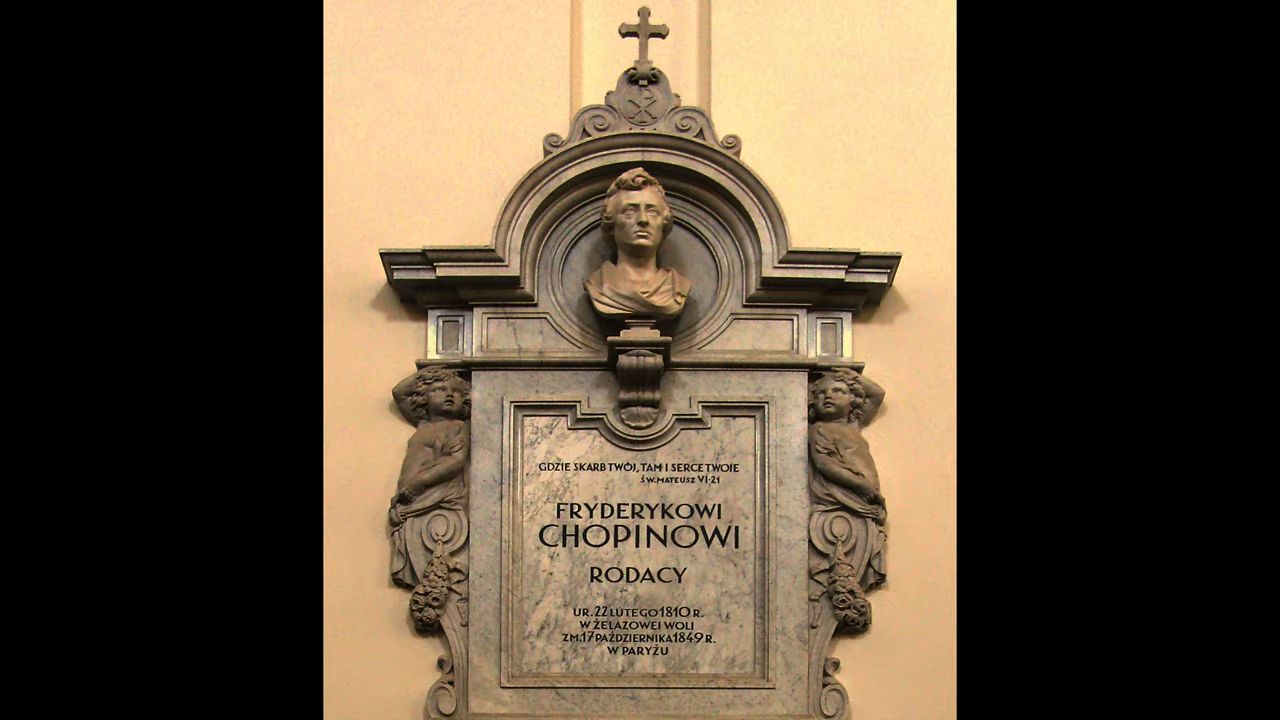 GDZIE SKARB TWÓJ, TAM I SERCE TWOJE
ŚW. MATEUSZ VI-21
FRYDERYKOWI
CHOPINOWI
RODACY
UR. 22 LUTEGO 1810 R.
W ŻELAZOWEJ WOLI
ZM. 17 PAŹDZIERNIKA 1849 R.
W PARYŻU